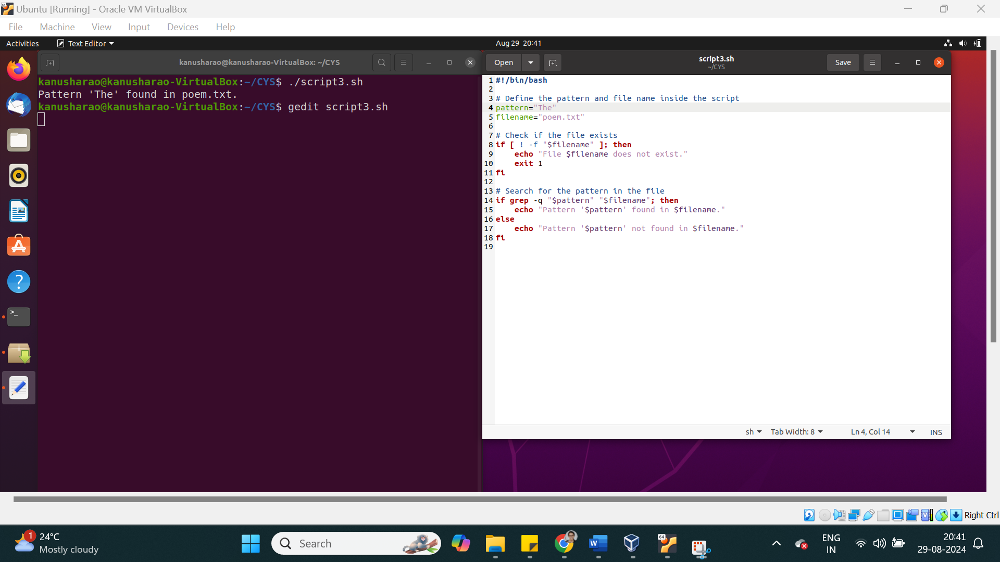 Ubuntu [Running] - Oracle VM VirtualBox
File Machine View Input Devices Help
Activities Text Editor Aug 29 20:41
kanusharao@kanusharao-VirtualBox: ~/CYS
kanusharao@kanusharao-VirtualBox:~/CYS$ ./script3.sh
Pattern 'The' found in poem.txt.
kanusharao@kanusharao-VirtualBox:~/CYS$ gedit script3.sh
Open script3.sh Save
~/CYS
1 #!/bin/bash
2
3 # Define the pattern and file name inside the script
4 pattern="The"
5 filename="poem.txt"
6
7 # Check if the file exists
8 if [ ! -f "$filename" ]; then
9     echo "File $filename does not exist."
10     exit 1
11 fi
12
13 # Search for the pattern in the file
14 if grep -q "$pattern" "$filename"; then
15     echo "Pattern '$pattern' found in $filename."
16 else
17     echo "Pattern '$pattern' not found in $filename."
18 fi
19
sh Tab Width: 8 Ln 4, Col 14 INS
Right Ctrl
1 24°C
Mostly cloudy
Search
64
W
ENG
IN
20:41
29-08-2024